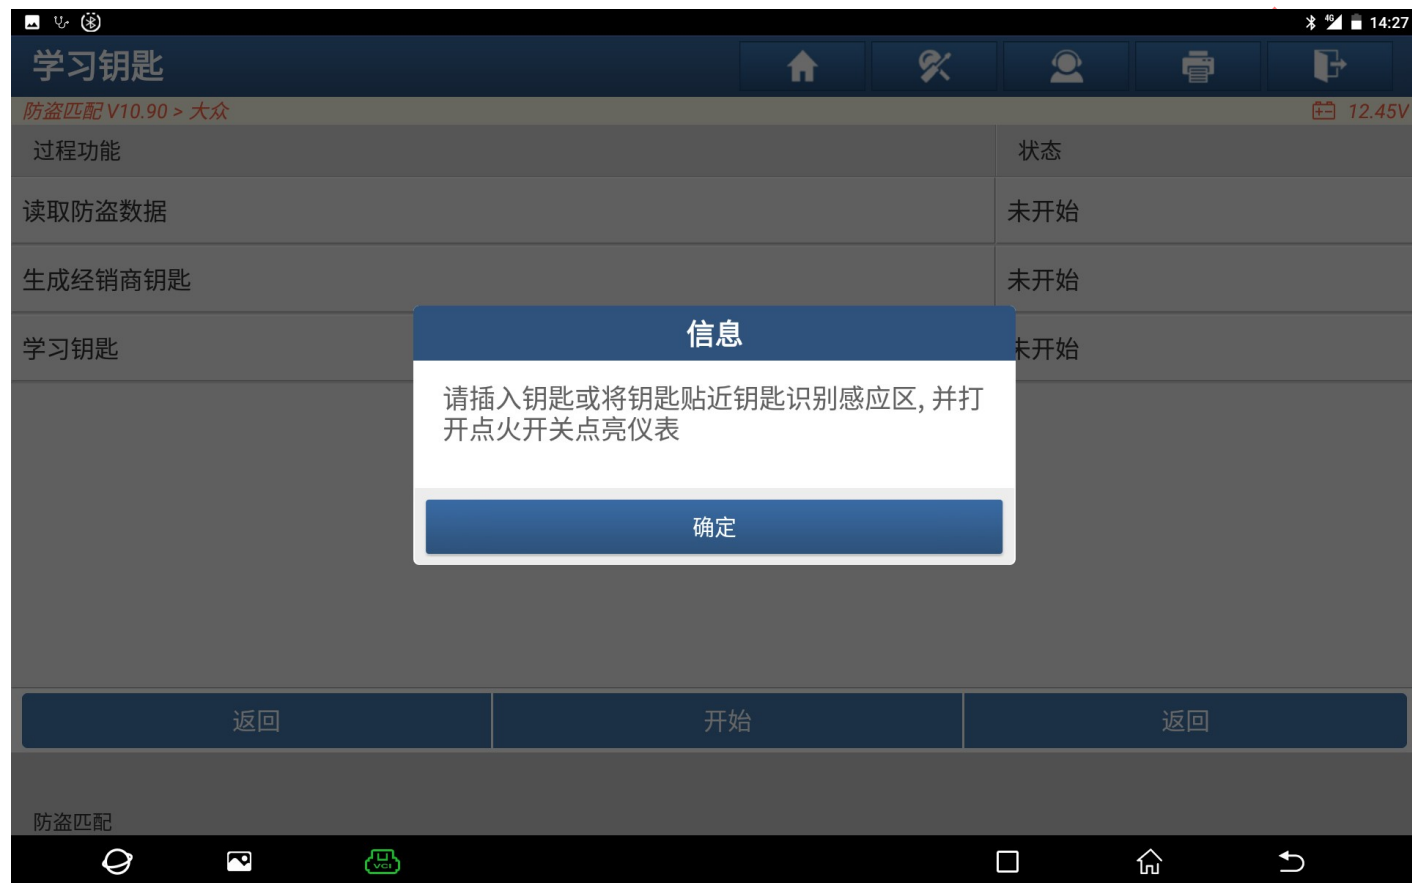 4G 14:27
学习钥匙
防盗匹配 V10.90 > 大众 12.45V
过程功能 状态
读取防盗数据 未开始
生成经销商钥匙 未开始
学习钥匙 未开始
信息
请插入钥匙或将钥匙贴近钥匙识别感应区, 并打
开点火开关点亮仪表
确定
返回 开始 返回
防盗匹配
VCI